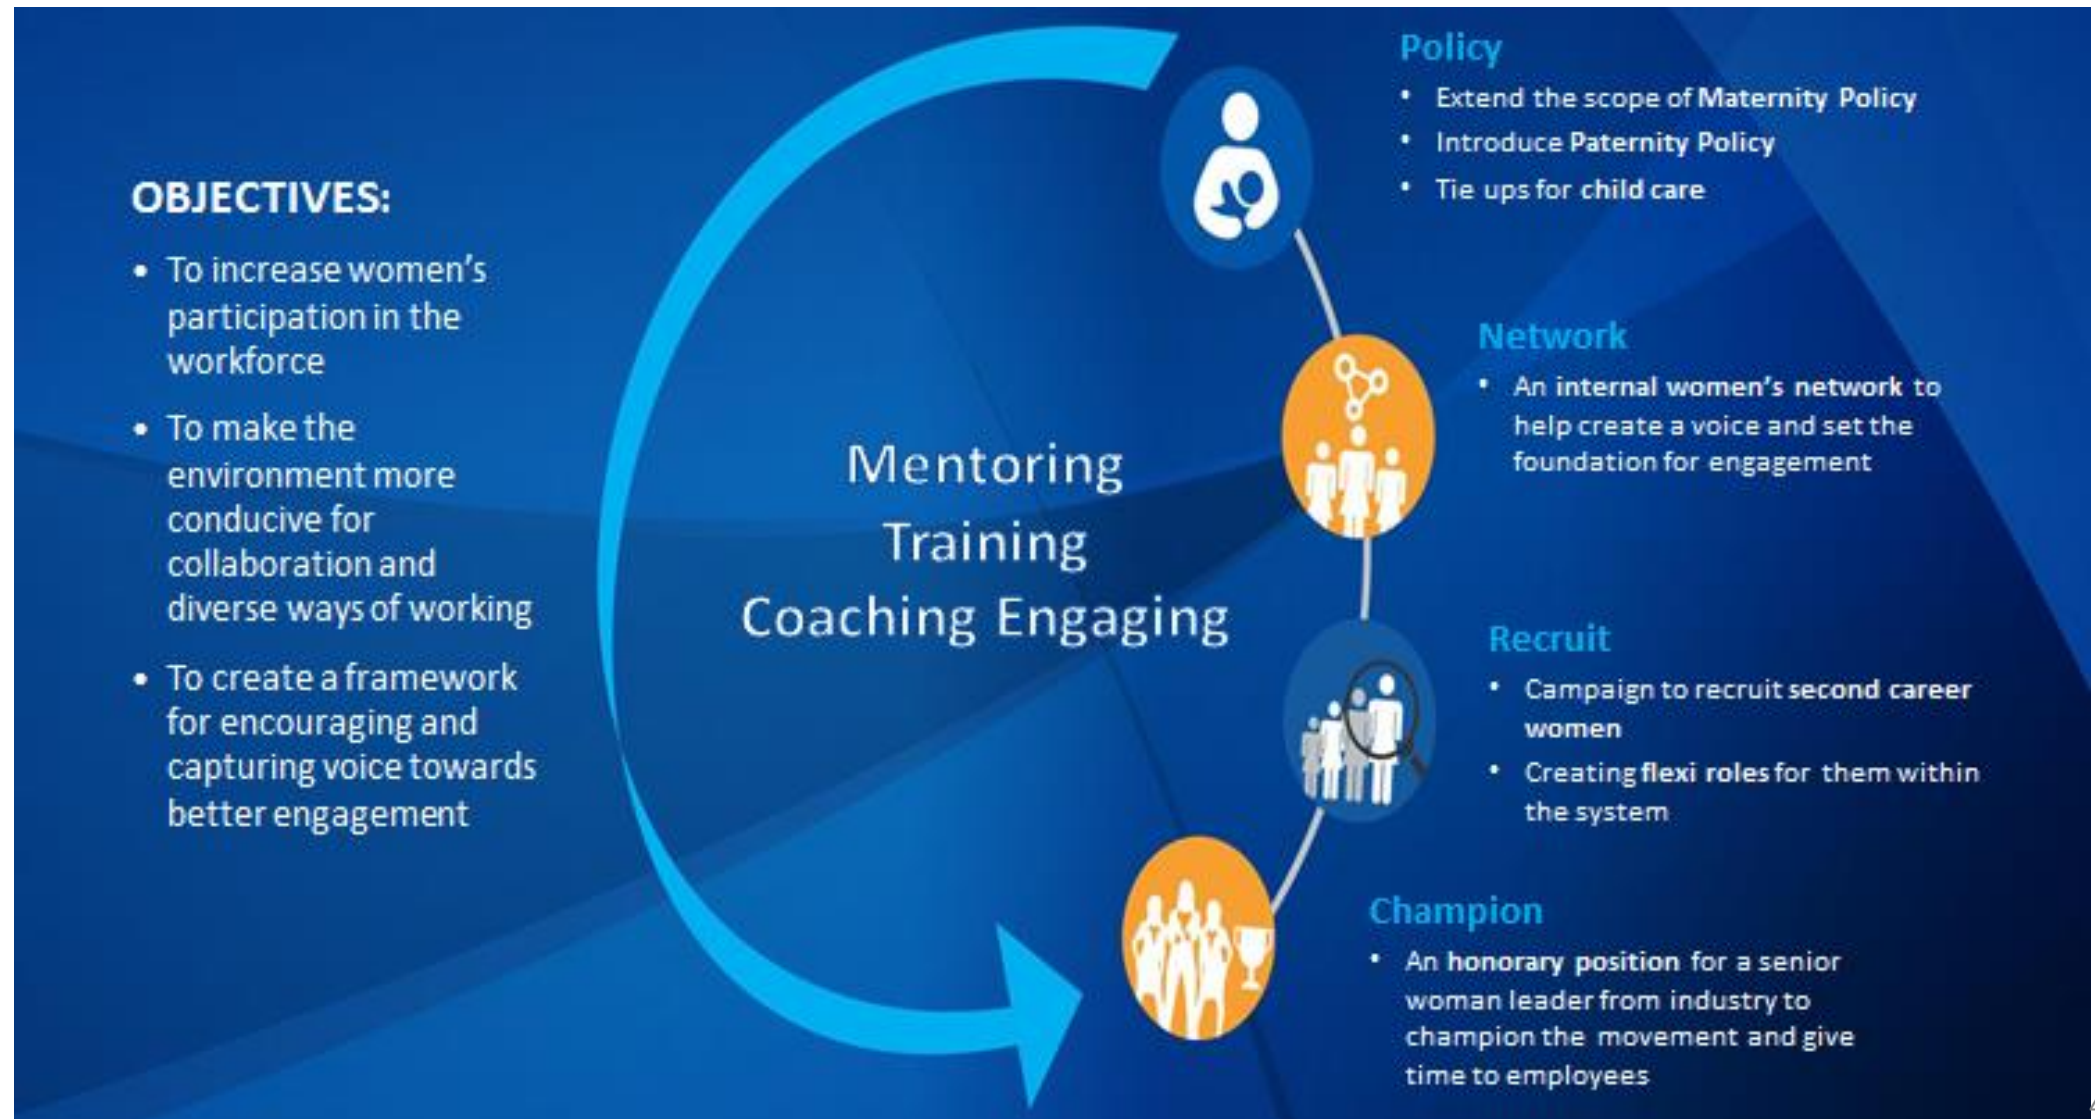 OBJECTIVES:
• To increase women's
participation in the
workforce
• To make the
environment more
conducive for
collaboration and
diverse ways of working
• To create a framework
for encouraging and
capturing voice towards
better engagement
Mentoring
Training
Coaching Engaging
Policy
• Extend the scope of Maternity Policy
• Introduce Paternity Policy
• Tie ups for child care
Network
• An internal women's network to
help create a voice and set the
foundation for engagement
Recruit
• Campaign to recruit second career
women
• Creating flexi roles for them within
the system
Champion
• An honorary position for a senior
woman leader from industry to
champion the movement and give
time to employees